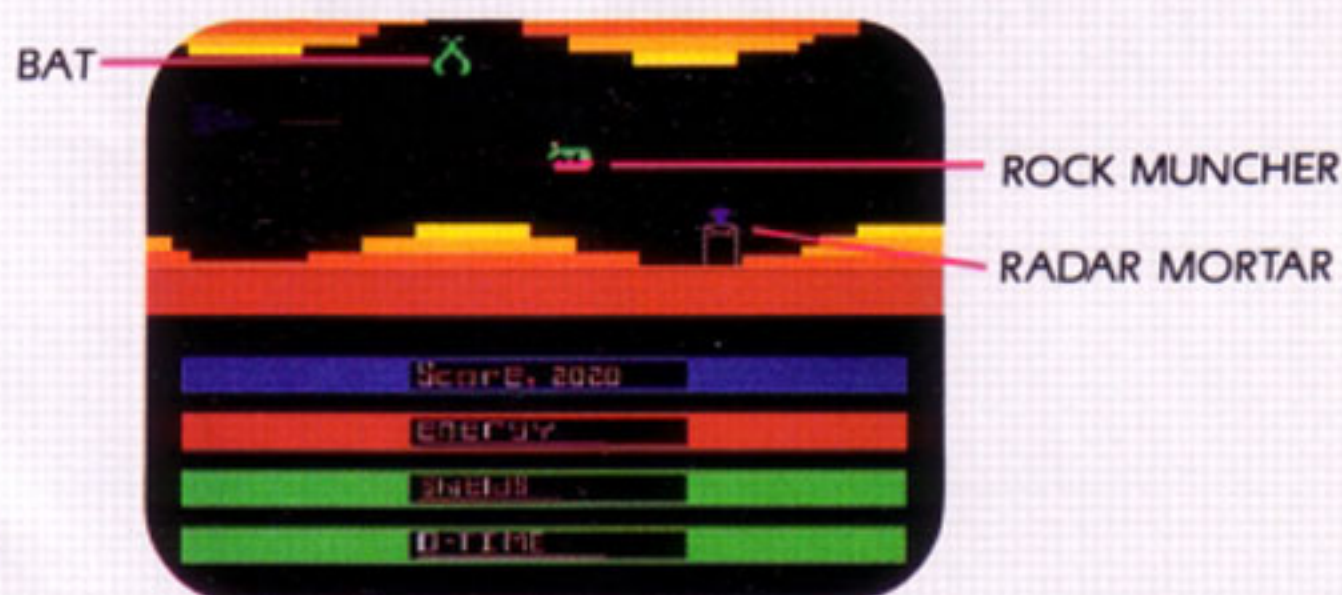 BAT
ROCK MUNCHER
RADAR MORTAR
Score. 2020
ENERGY
SHIELDS
D-TIME